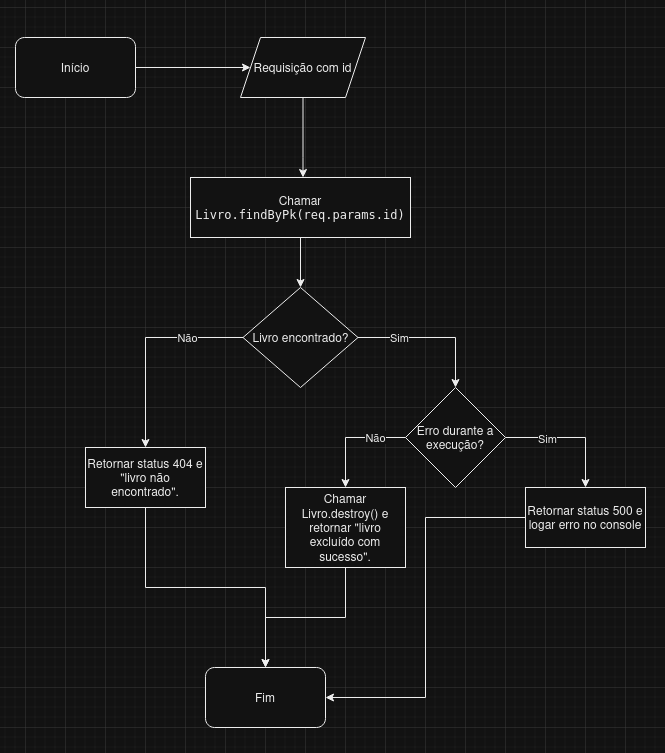 Início
Requisição com id
Chamar
Livro.findByPk(req.params.id)
Livro encontrado?
Não
Sim
Erro durante a
execução?
Não
Sim
Retornar status 404 e
"livro não
encontrado".
Chamar
Livro.destroy() e
retornar "livro
excluído com
sucesso".
Retornar status 500 e
logar erro no console
Fim